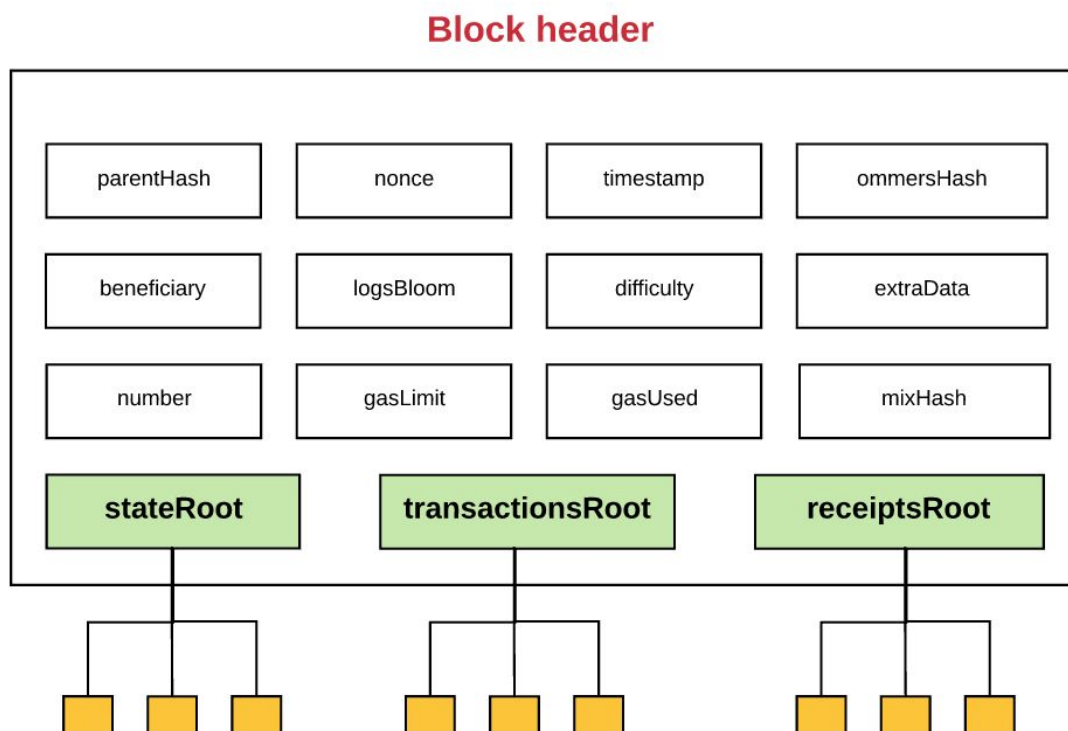 Block header
parentHash
nonce
timestamp
ommersHash
beneficiary
logsBloom
difficulty
extraData
number
gasLimit
gasUsed
mixHash
stateRoot
transactionsRoot
receiptsRoot